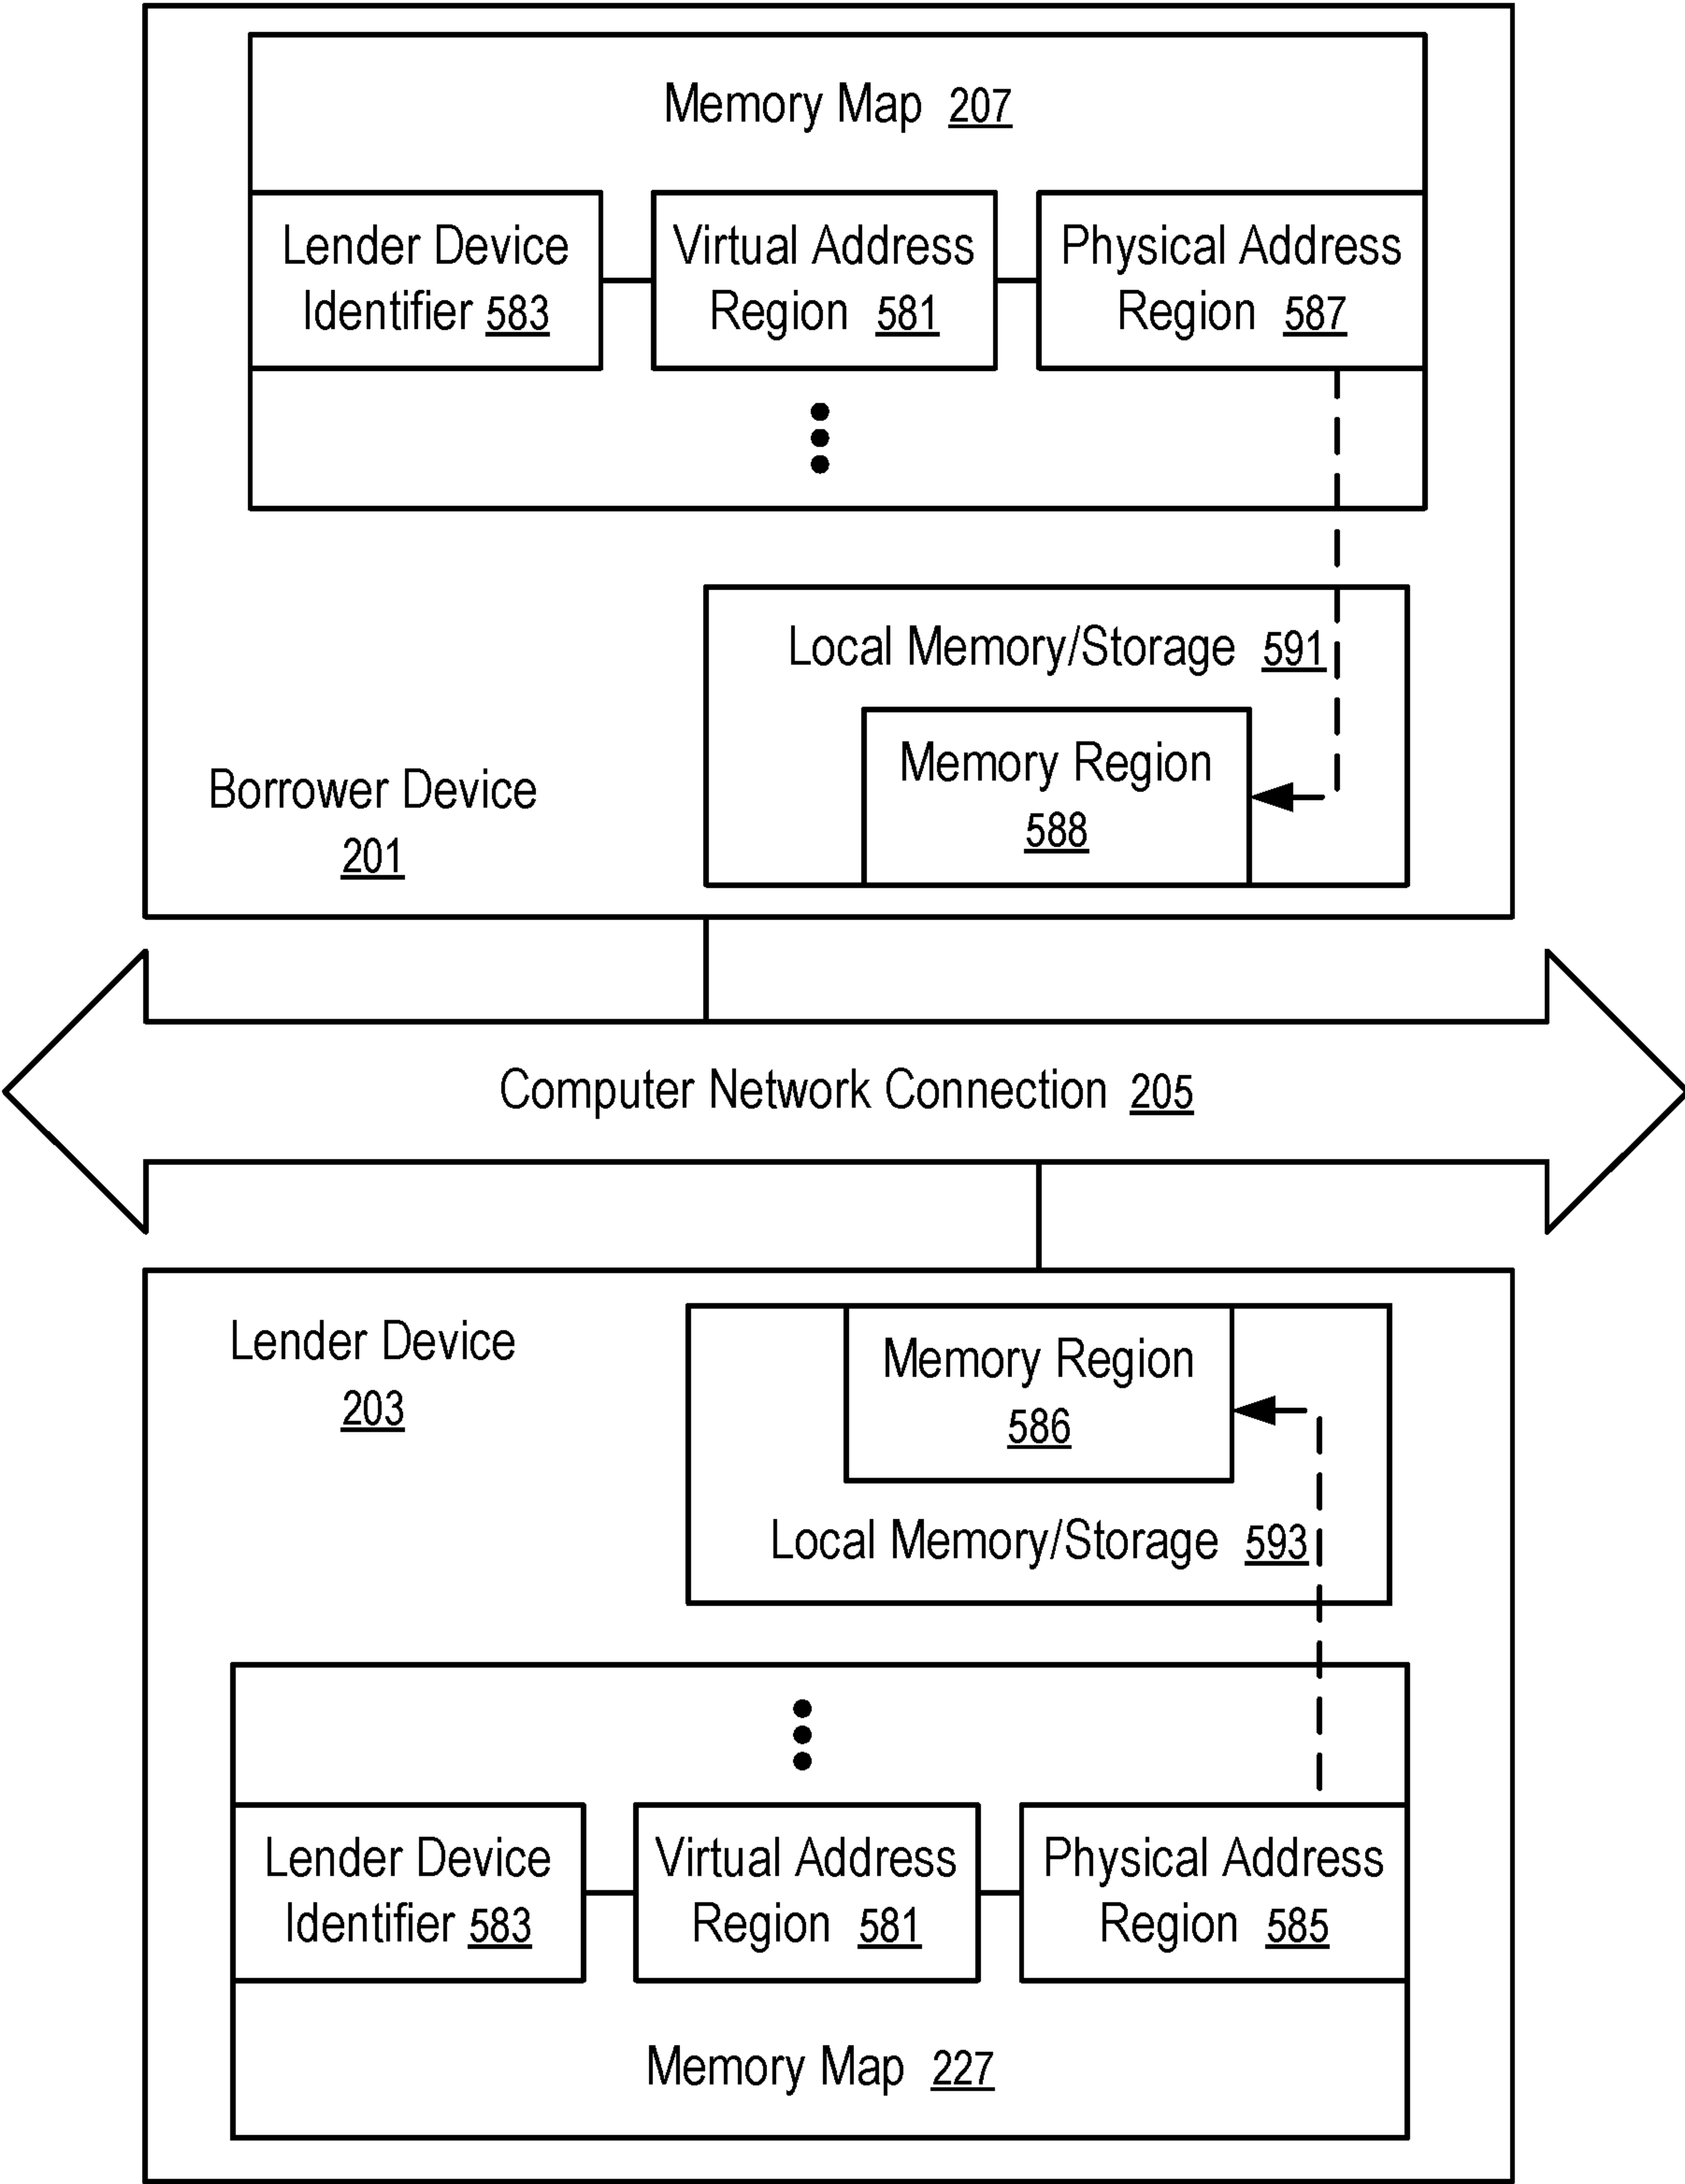 Memory Map 207
Lender Device
Identifier 583
Virtual Address
Region 581
Physical Address
Region 587
Local Memory/Storage 591
Memory Region
588
Borrower Device
201
Computer Network Connection 205
Lender Device
203
Memory Region
586
Local Memory/Storage 593
Lender Device
Identifier 583
Virtual Address
Region 581
Physical Address
Region 585
Memory Map 227